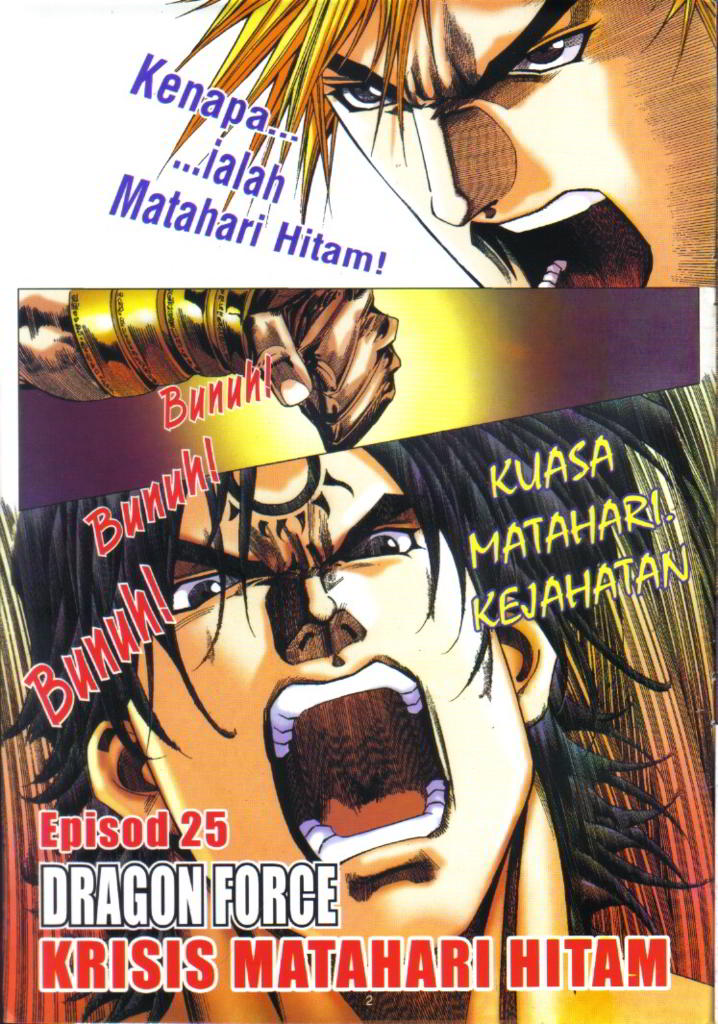 Kenapa...
...ialah
Matahari Hitam!
Bunuh!
Bunuh!
Bunuh!
KUASA
MATAHARI.
KEJAHATAN
Episod 25
DRAGON FORCE
KRISIS MATAHARI HITAM
2